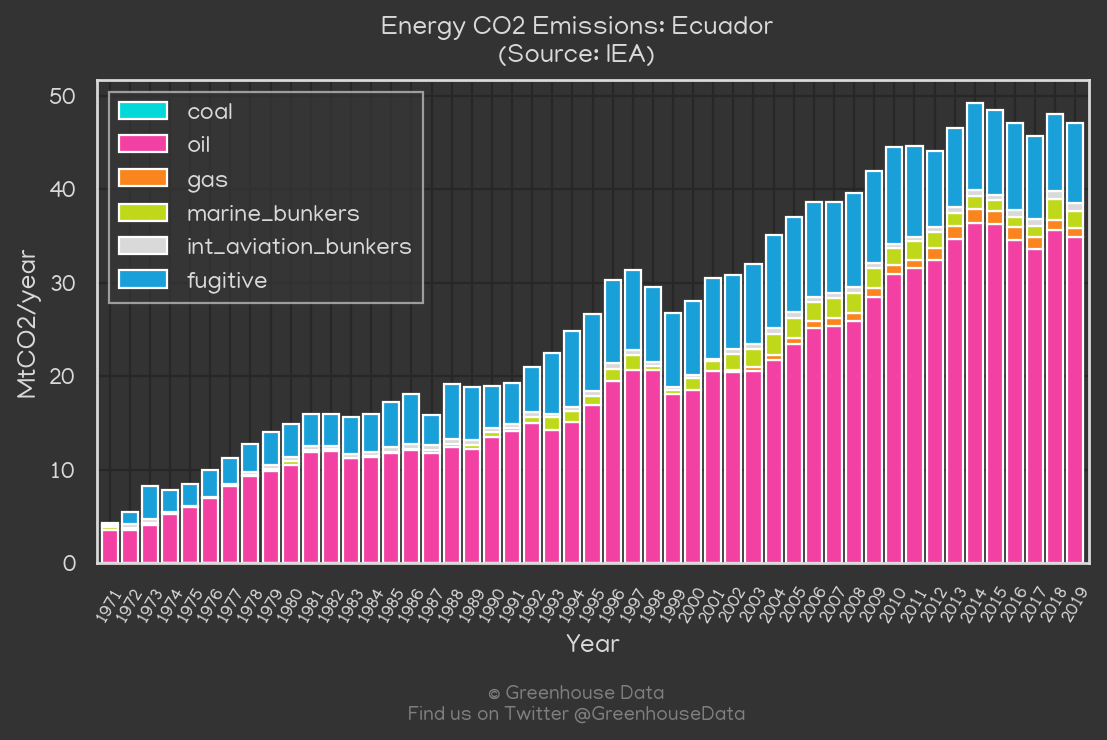 Energy CO2 Emissions: Ecuador
(Source: IEA)
50
40
30
20
10
0
MtCO2/year
coal
oil
gas
marine_bunkers
int_aviation_bunkers
fugitive
1971 1972 1973 1974 1975 1976 1977 1978 1979 1980 1981 1982 1983 1984 1985 1986 1987 1988 1989 1990 1991 1992 1993 1994 1995 1996 1997 1998 1999 2000 2001 2002 2003 2004 2005 2006 2007 2008 2009 2010 2011 2012 2013 2014 2015 2016 2017 2018 2019
Year
© Greenhouse Data
Find us on Twitter @GreenhouseData